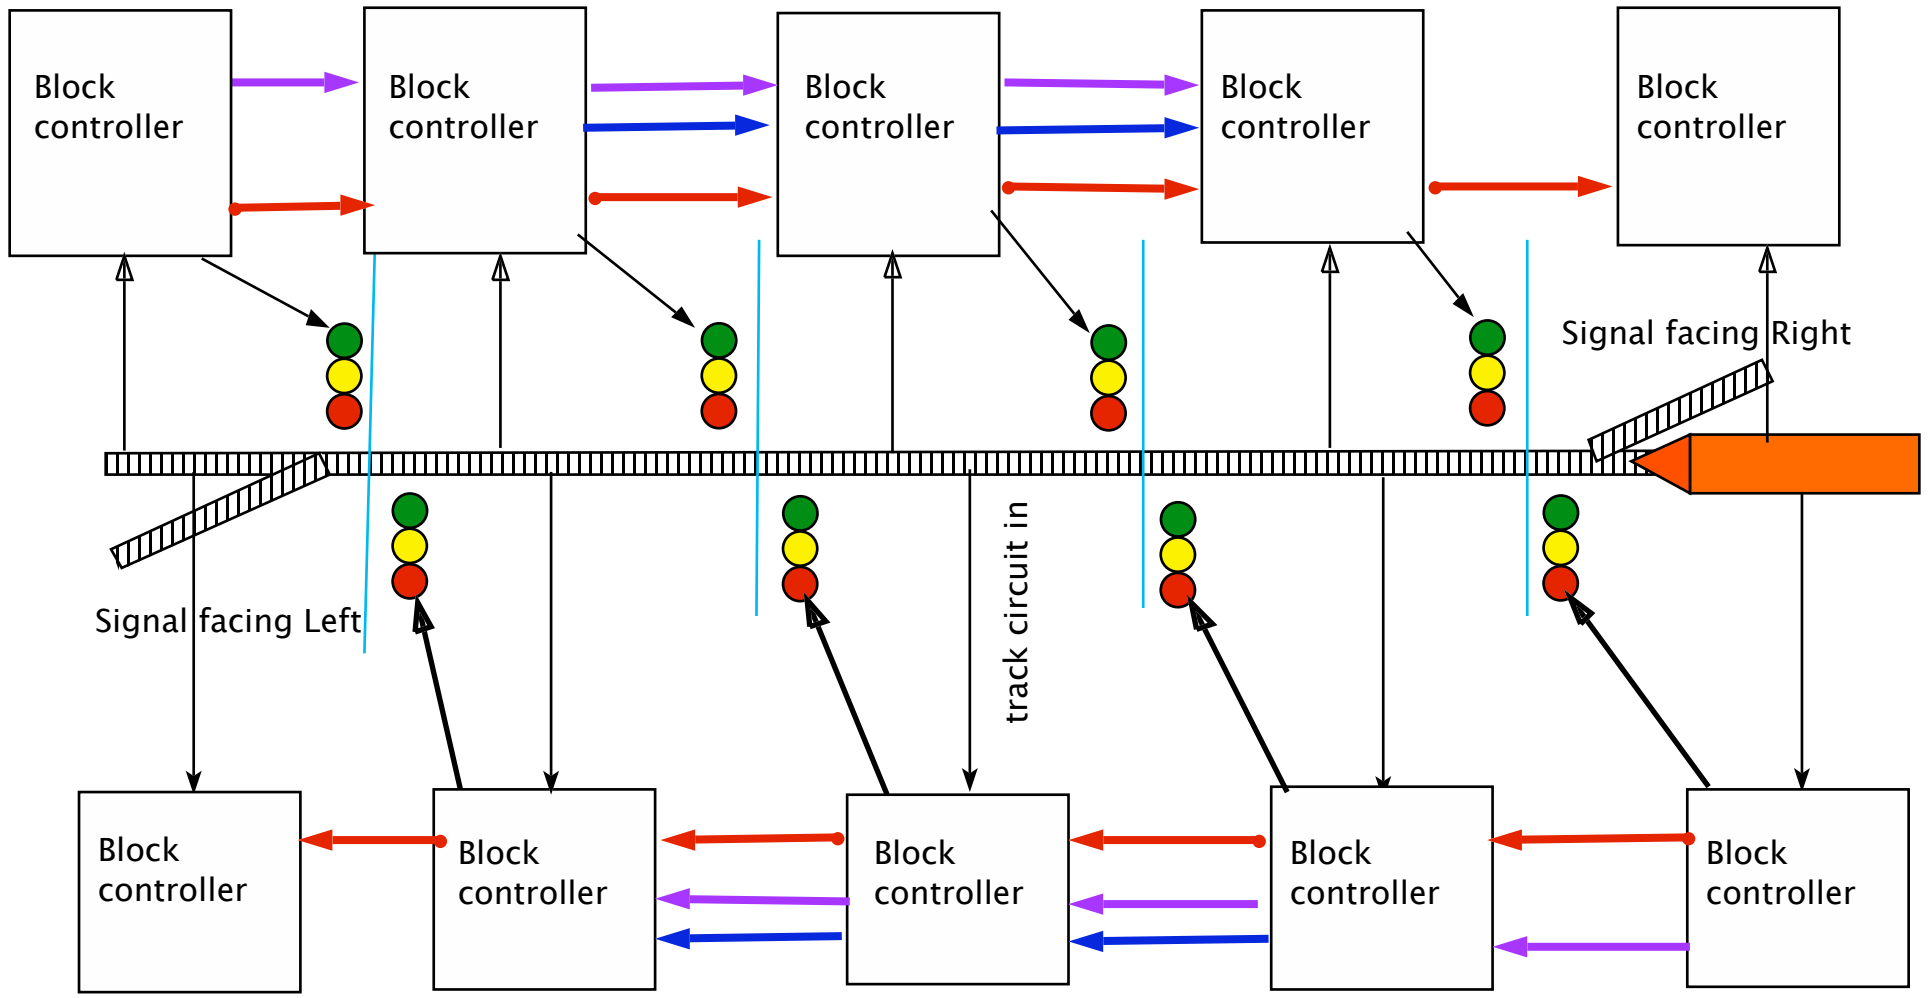 Block
controller
Block
controller
Block
controller
Block
controller
Block
controller
Signal facing Right
track circuit in
Signal facing Left
Block
controller
Block
controller
Block
controller
Block
controller
Block
controller